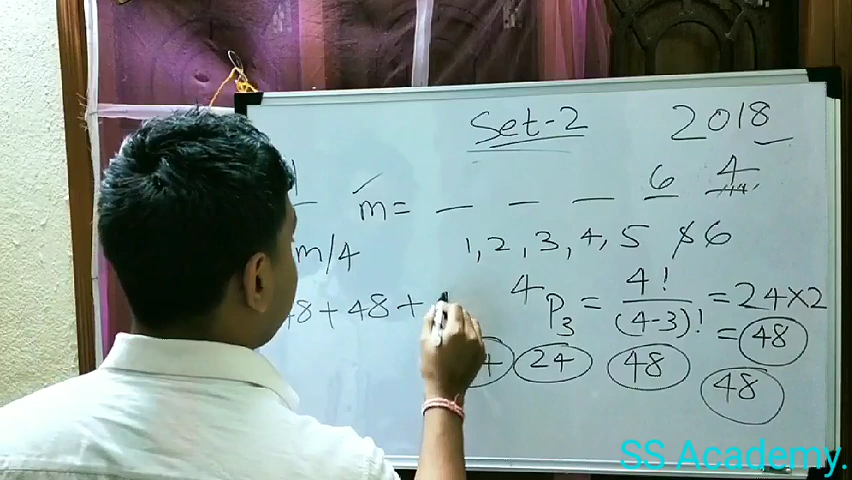 Set-2 2018
m= _ _ _ 6 4
m/4 1, 2, 3, 4, 5 6
4P3 = 4!/(4-3)! = 24×2
48+48+ = 48
24 48
48
SS Academy.